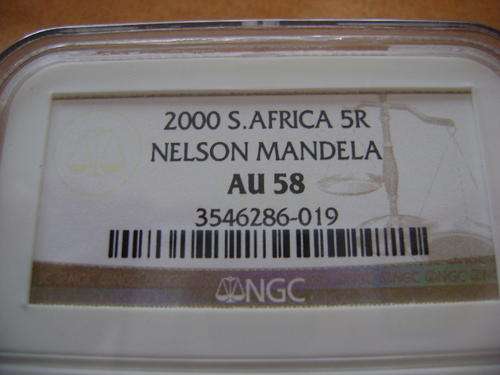 2000 S.AFRICA 5R
NELSON MANDELA
AU 58
3546286-019
NGC